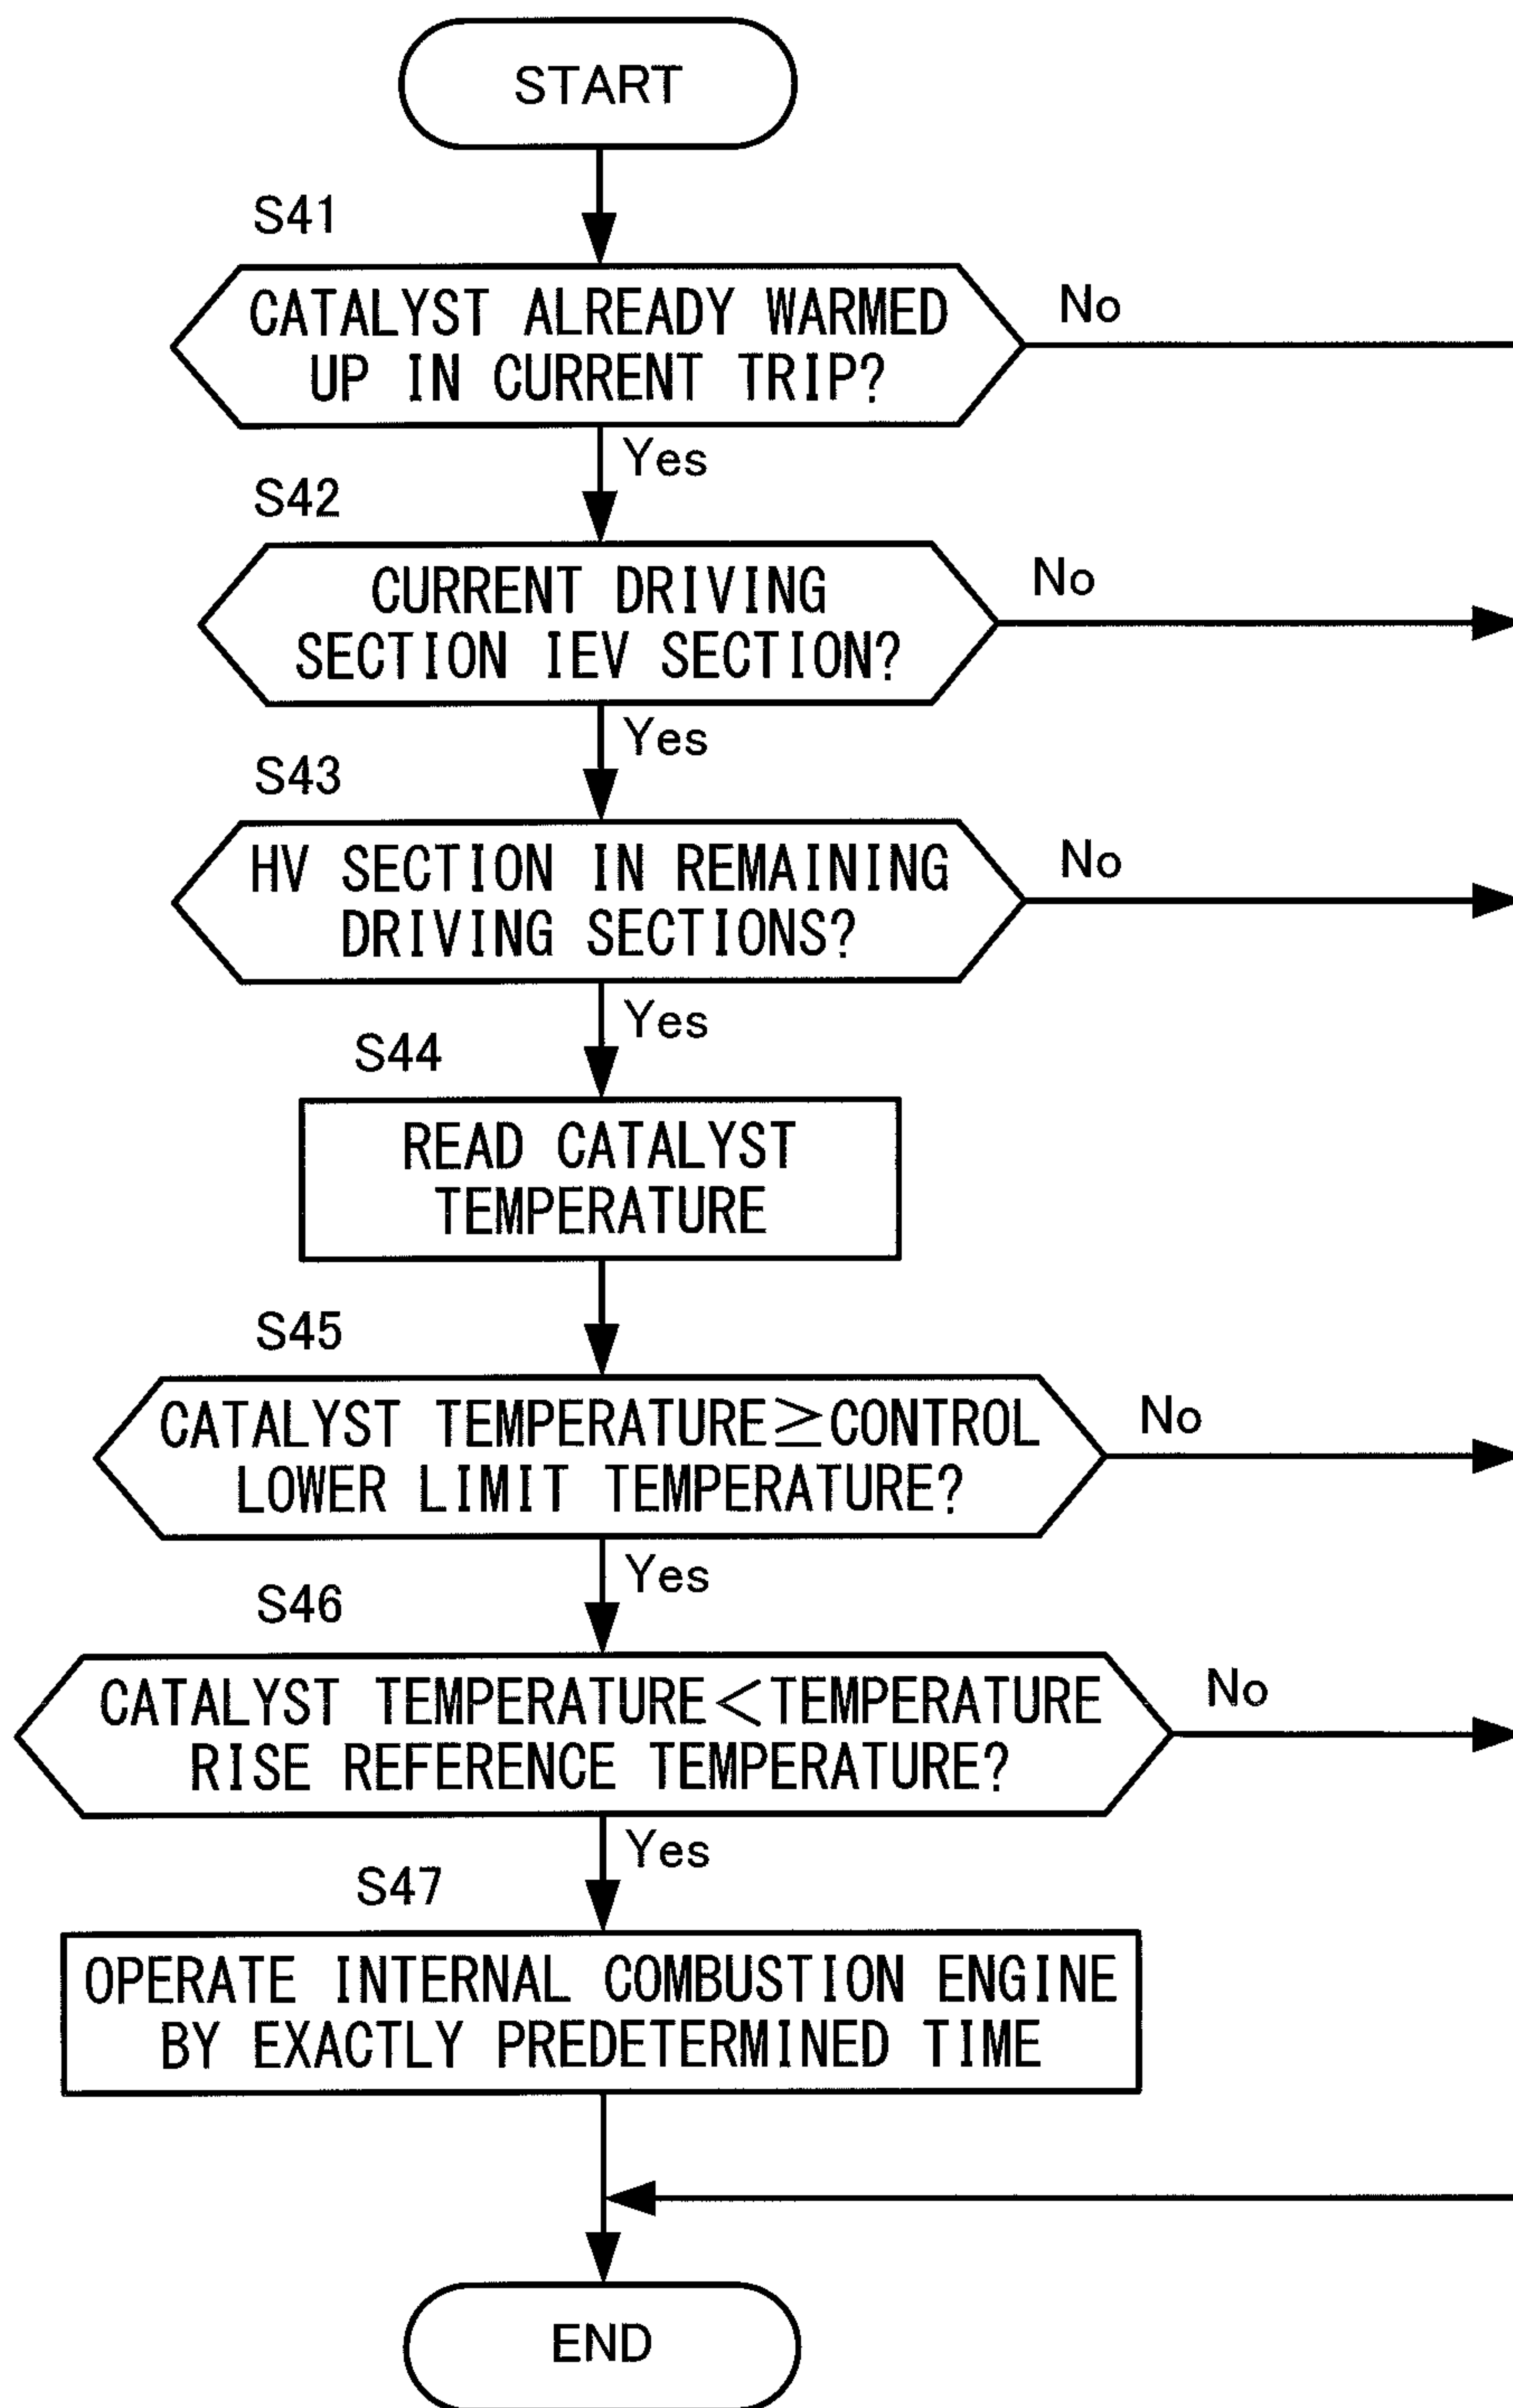 START
S41
CATALYST ALREADY WARMED
UP IN CURRENT TRIP?
No
Yes
S42
CURRENT DRIVING
SECTION IEV SECTION?
No
Yes
S43
HV SECTION IN REMAINING
DRIVING SECTIONS?
No
Yes
S44
READ CATALYST
TEMPERATURE
S45
CATALYST TEMPERATURE≧CONTROL
LOWER LIMIT TEMPERATURE?
No
Yes
S46
CATALYST TEMPERATURE<TEMPERATURE
RISE REFERENCE TEMPERATURE?
No
Yes
S47
OPERATE INTERNAL COMBUSTION ENGINE
BY EXACTLY PREDETERMINED TIME
END